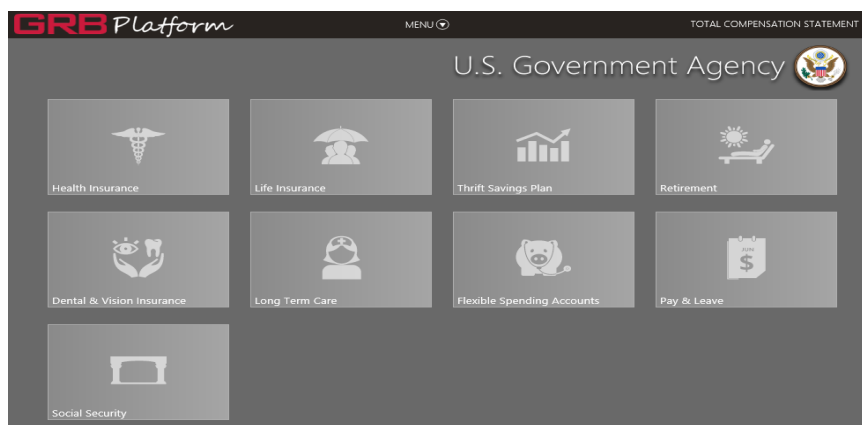 GRB Platform MENU TOTAL COMPENSATION STATEMENT
U.S. Government Agency
Health Insurance Life Insurance Thrift Savings Plan Retirement
JUNE
$
Dental & Vision Insurance Long Term Care Flexible Spending Accounts Pay & Leave
Social Security